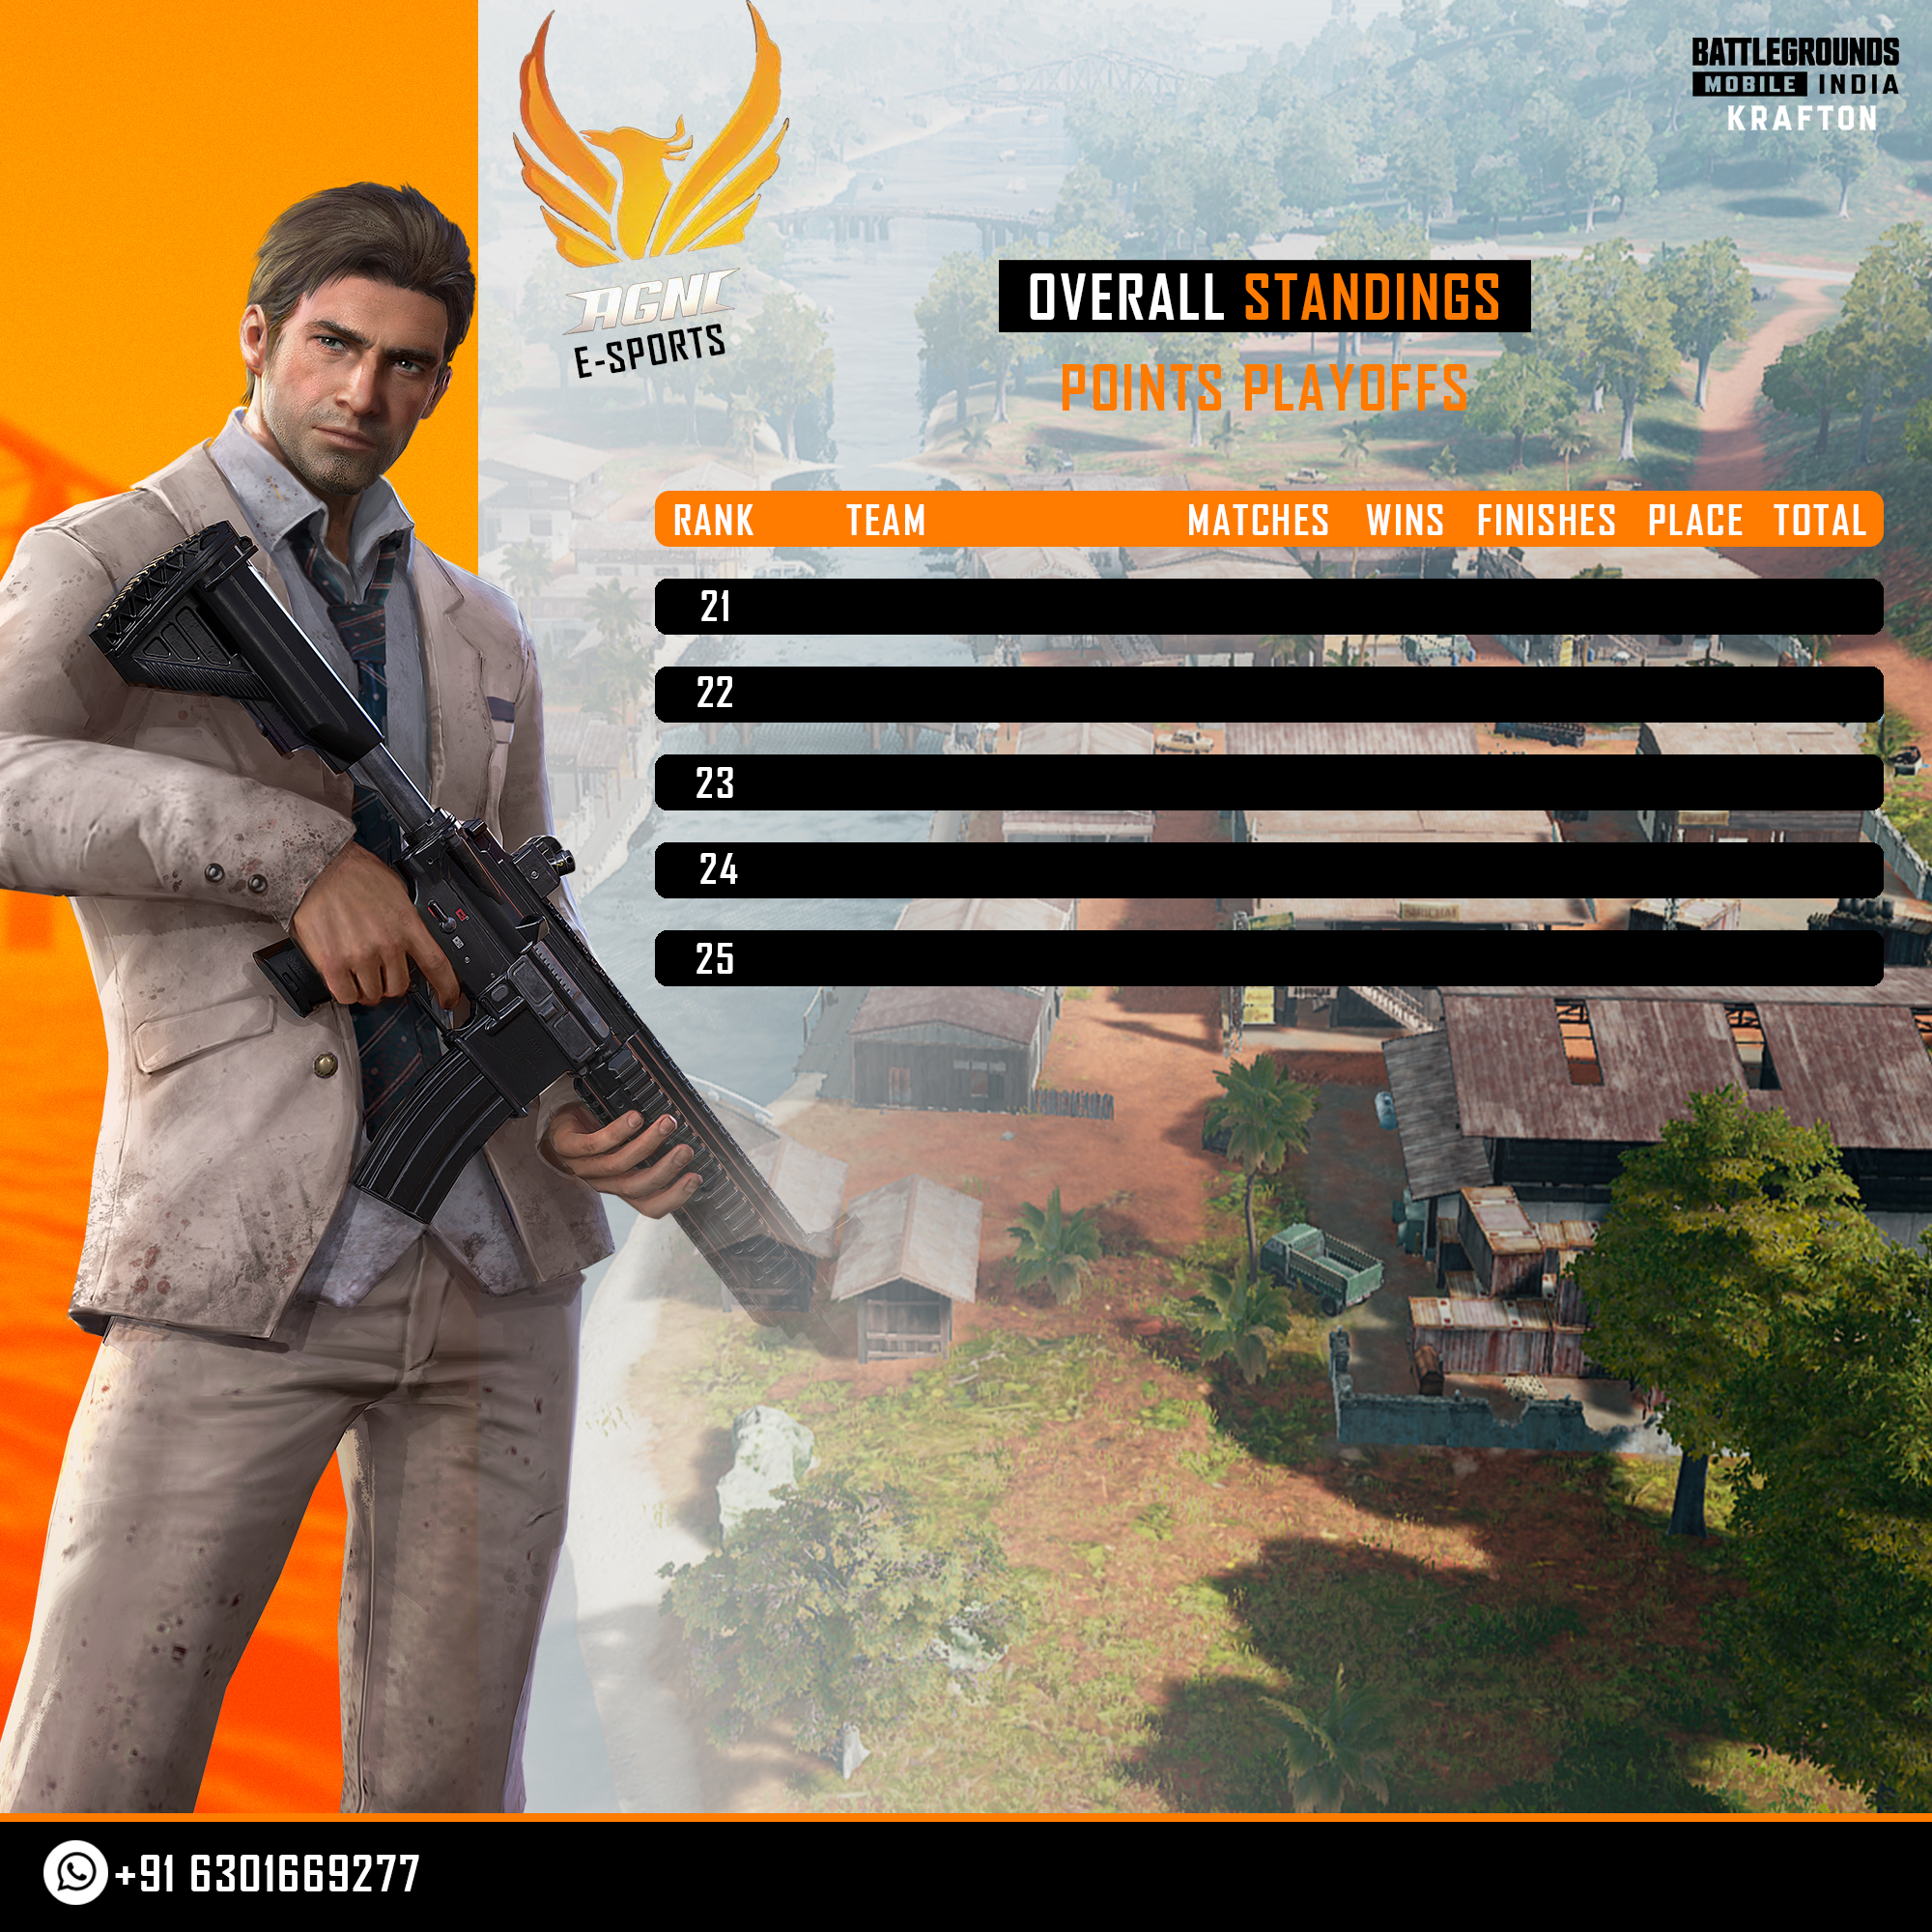 BATTLEGROUNDS
MOBILE INDIA
KRAFTON
AGNI
E-SPORTS
OVERALL STANDINGS
POINTS PLAYOFFS
RANK TEAM MATCHES WINS FINISHES PLACE TOTAL
21
22
23
24
25
+91 6301669277